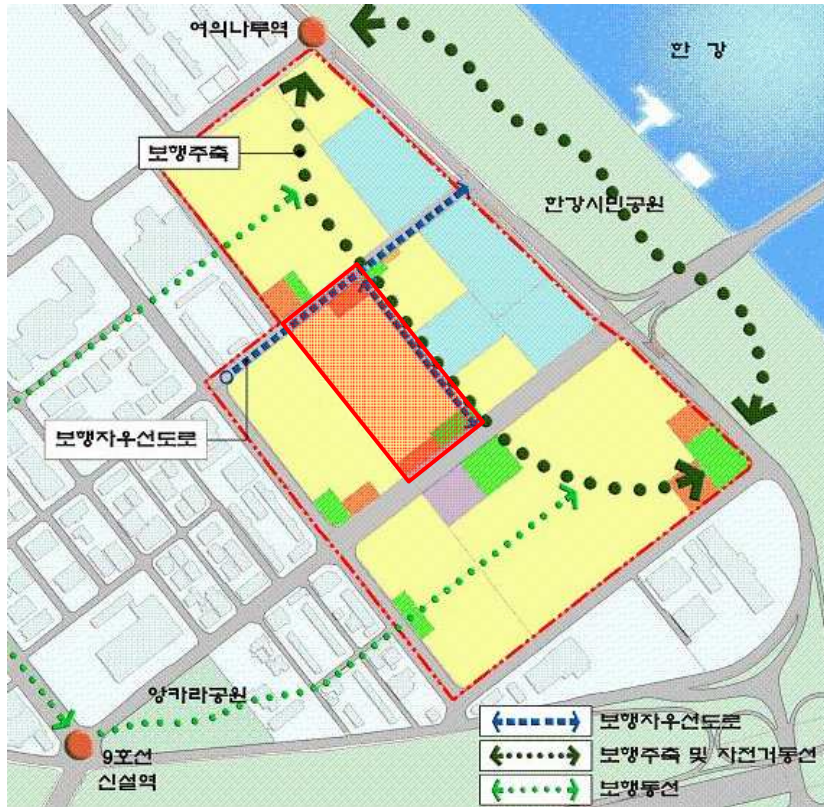 여의나루역
한 강
보행주축
한강시민공원
보행자우선도로
앙카라공원
9호선
신설역
보행자우선도로
보행주축 및 자전거동선
보행동선